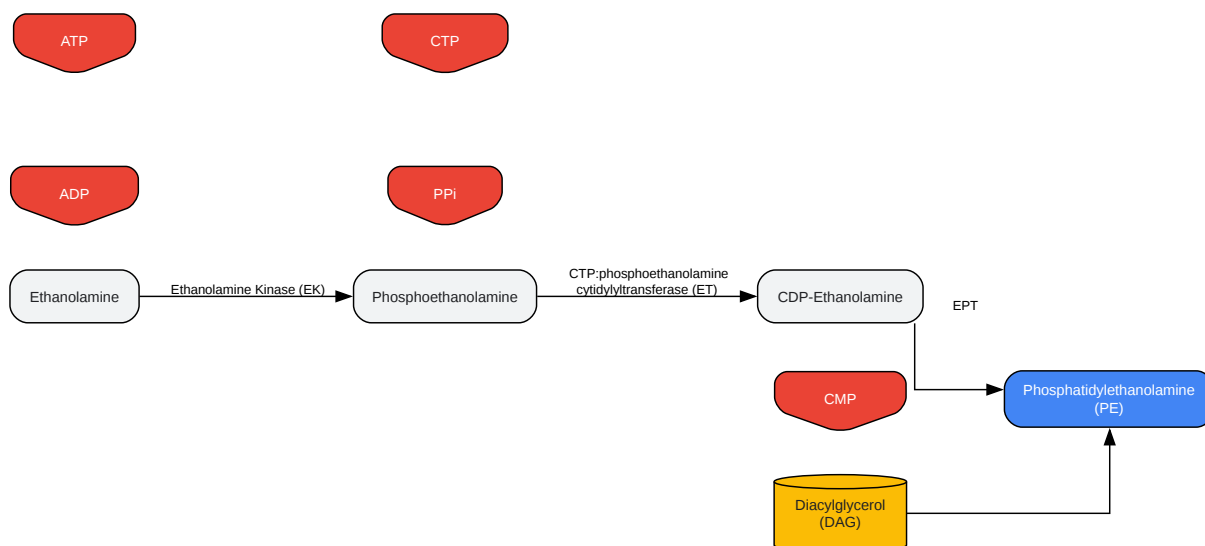 ATP
CTP
ADP
PPi
Ethanolamine
Ethanolamine Kinase (EK)
Phosphoethanolamine
CTP:phosphoethanolamine
cytidylyltransferase (ET)
CDP-Ethanolamine
EPT
CMP
Phosphatidylethanolamine
(PE)
Diacylglycerol
(DAG)